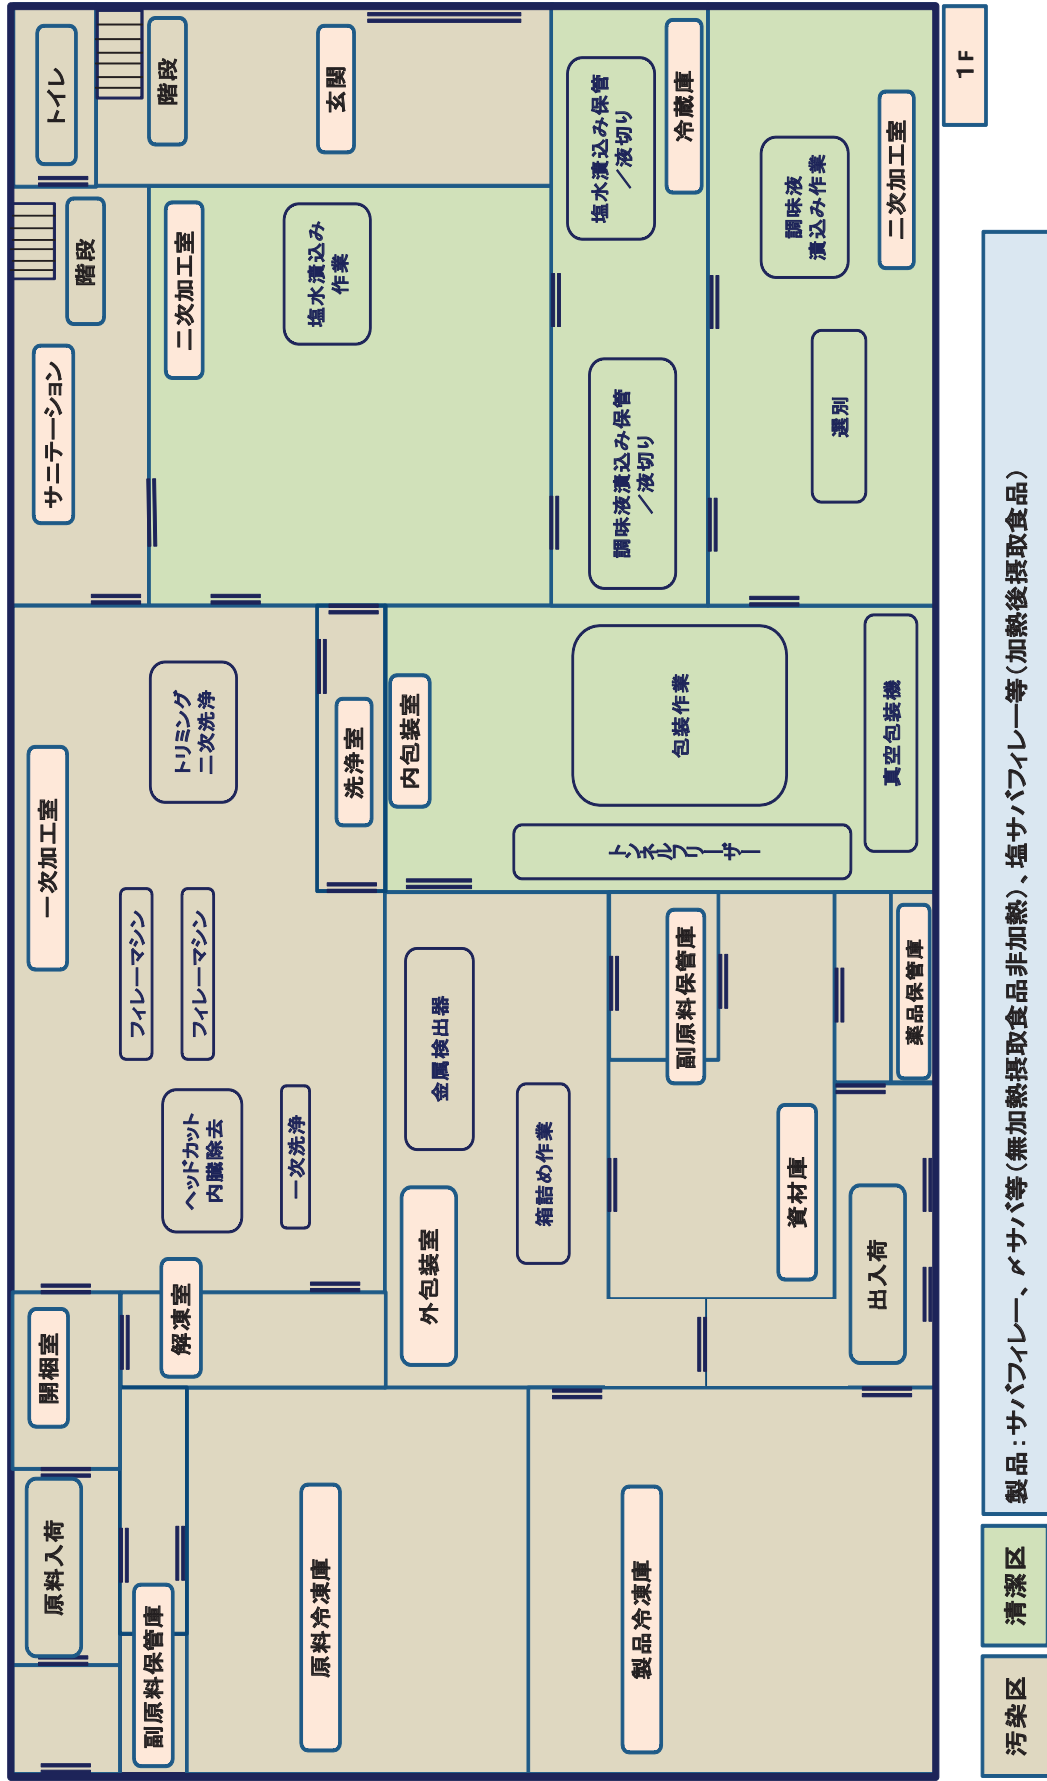 原料入荷
開梱室
一次加工室
サニテーション
階段
トイレ
副原料保管庫
解凍室
ヘッドカット
内臓除去
フィレーマシン
フィレーマシン
トリミング
二次洗浄
二次加工室
階段
一次洗浄
原料冷凍庫
洗浄室
塩水漬込み
作業
玄関
外包装室
金属検出器
内包装室
箱詰め作業
製品冷凍庫
トンネルフリーザー
包装作業
調味液漬込み保管
／液切り
塩水漬込み保管
／液切り
副原料保管庫
冷蔵庫
資材庫
調味液
漬込み作業
選別
出入荷
薬品保管庫
真空包装機
二次加工室
1F
汚染区
清潔区
製品：サバフィレー、〆サバ等（無加熱摂取食品非加熱）、塩サバフィレー等（加熱後摂取食品）